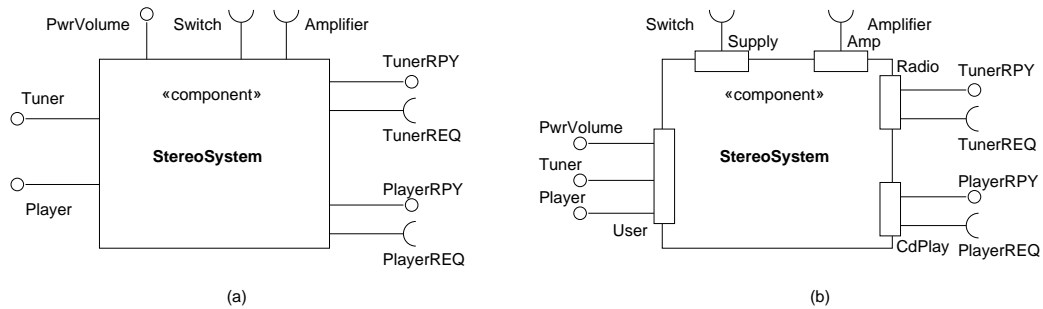 PwrVolume
Switch
Amplifier
TunerRPY
Tuner
«component»
TunerREQ
StereoSystem
PlayerRPY
Player
PlayerREQ
(a)
Switch
Amplifier
Supply
Amp
Radio
TunerRPY
«component»
PwrVolume
TunerREQ
Tuner
StereoSystem
PlayerRPY
Player
User
CdPlay
PlayerREQ
(b)